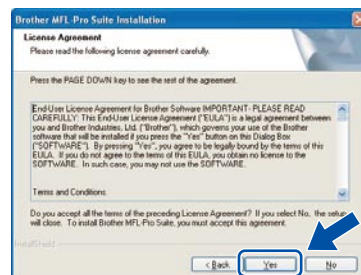 Brother MFL-Pro Suite Installation
License Agreement
Please read the following license agreement carefully.
Press the PAGE DOWN key to see the rest of the agreement.
End-User License Agreement for Brother Software IMPORTANT- PLEASE READ
CAREFULLY: This End-User License Agreement ("EULA") is a legal agreement between
you and Brother Industries, Ltd. ("Brother"), which governs your use of the Brother
software that will be installed if you press the "Yes" button on this Dialog Box
("SOFTWARE"). By pressing "Yes", you agree to be legally bound by the terms of this
EULA. If you do not agree to the terms of this EULA, you obtain no license to the
SOFTWARE. In such case, you may not use the SOFTWARE.
Terms and Conditions.
Do you accept all the terms of the preceding License Agreement? If you select No, the setup
will close. To install Brother MFL-Pro Suite, you must accept this agreement.
InstallShield
< Back
Yes
No